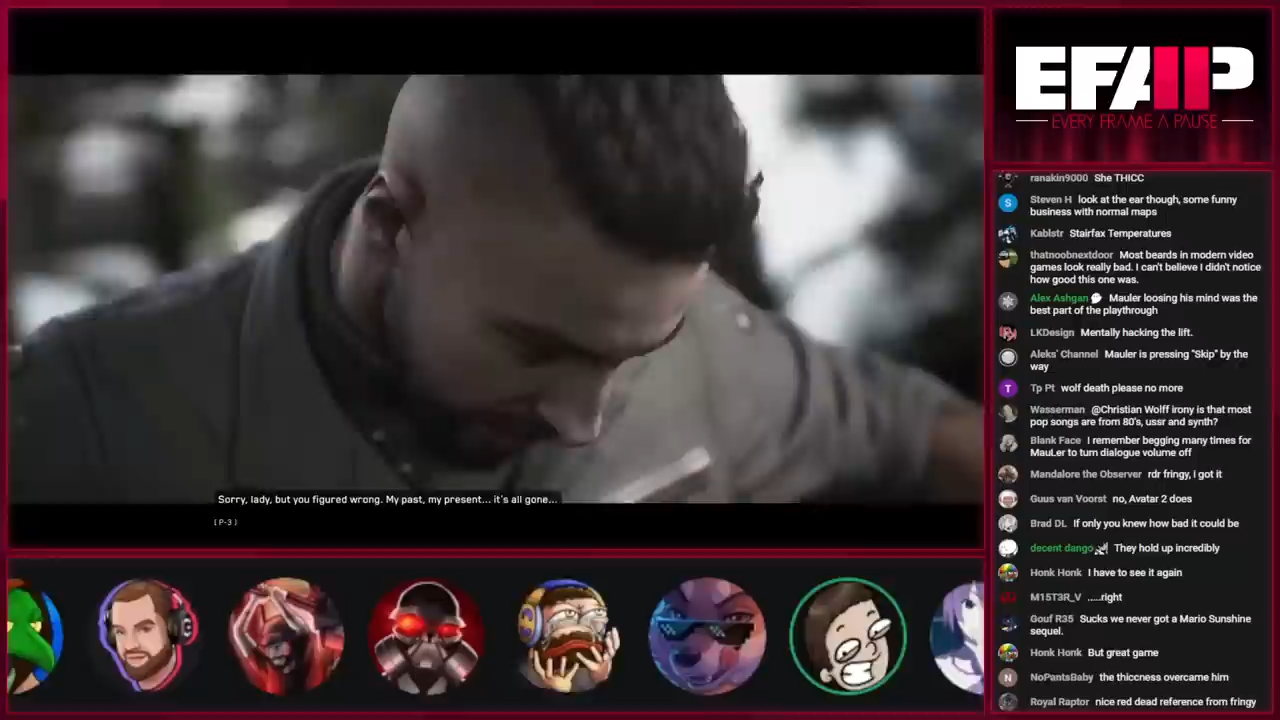 EFAP
EVERY FRAME A PAUSE
ranakin9000 She THICC
Steven H look at the ear though, some funny
business with normal maps
Kablstr Stairfax Temperatures
thatnoobnextdoor Most beards in modern video
games look really bad. I can't believe I didn't notice
how good this one was.
Alex Ashgan Mauler loosing his mind was the
best part of the playthrough
LKDesign Mentally hacking the lift.
Aleks' Channel Mauler is pressing "Skip" by the
way
Tp Pt wolf death please no more
Wasserman @Christian Wolff irony is that most
pop songs are from 80's, ussr and synth?
Blank Face I remember begging many times for
MauLer to turn dialogue volume off
Mandalore the Observer rdr fringy, i got it
Guus van Voorst no, Avatar 2 does
Brad DL If only you knew how bad it could be
decent dango They hold up incredibly
Honk Honk I have to see it again
M15T3R_V .....right
Gouf R35 Sucks we never got a Mario Sunshine
sequel.
Honk Honk But great game
NoPantsBaby the thiccness overcame him
Royal Raptor nice red dead reference from fringy
Sorry, lady, but you figured wrong. My past, my present... it's all gone...
[ P-3 ]
S
T
N